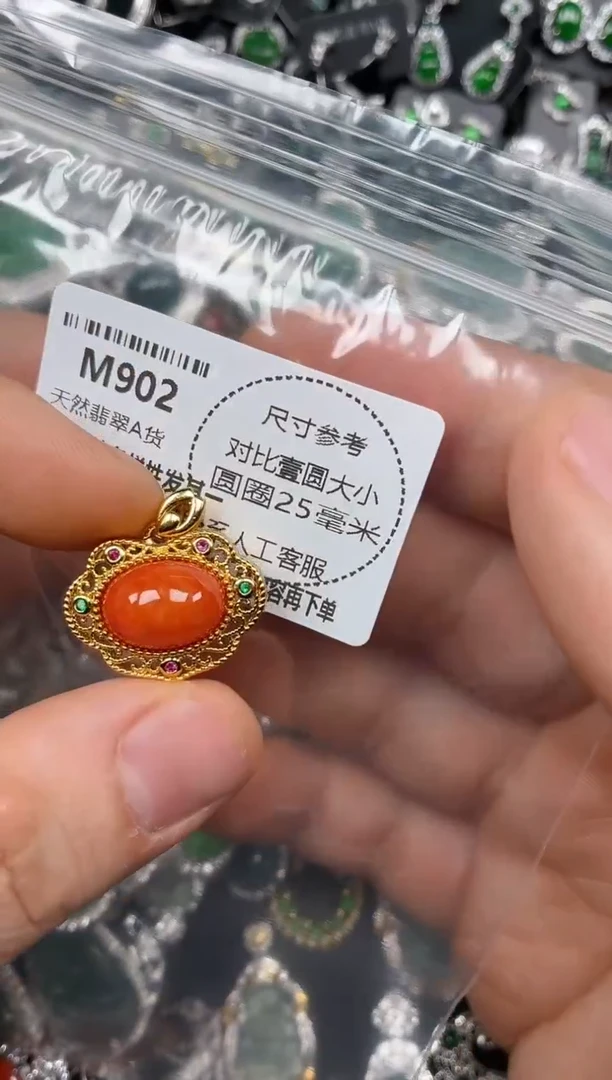 M902
天然翡翠A货
尺寸参考
对比壹圆大小
圆圈25毫米
人工客服
容再下单